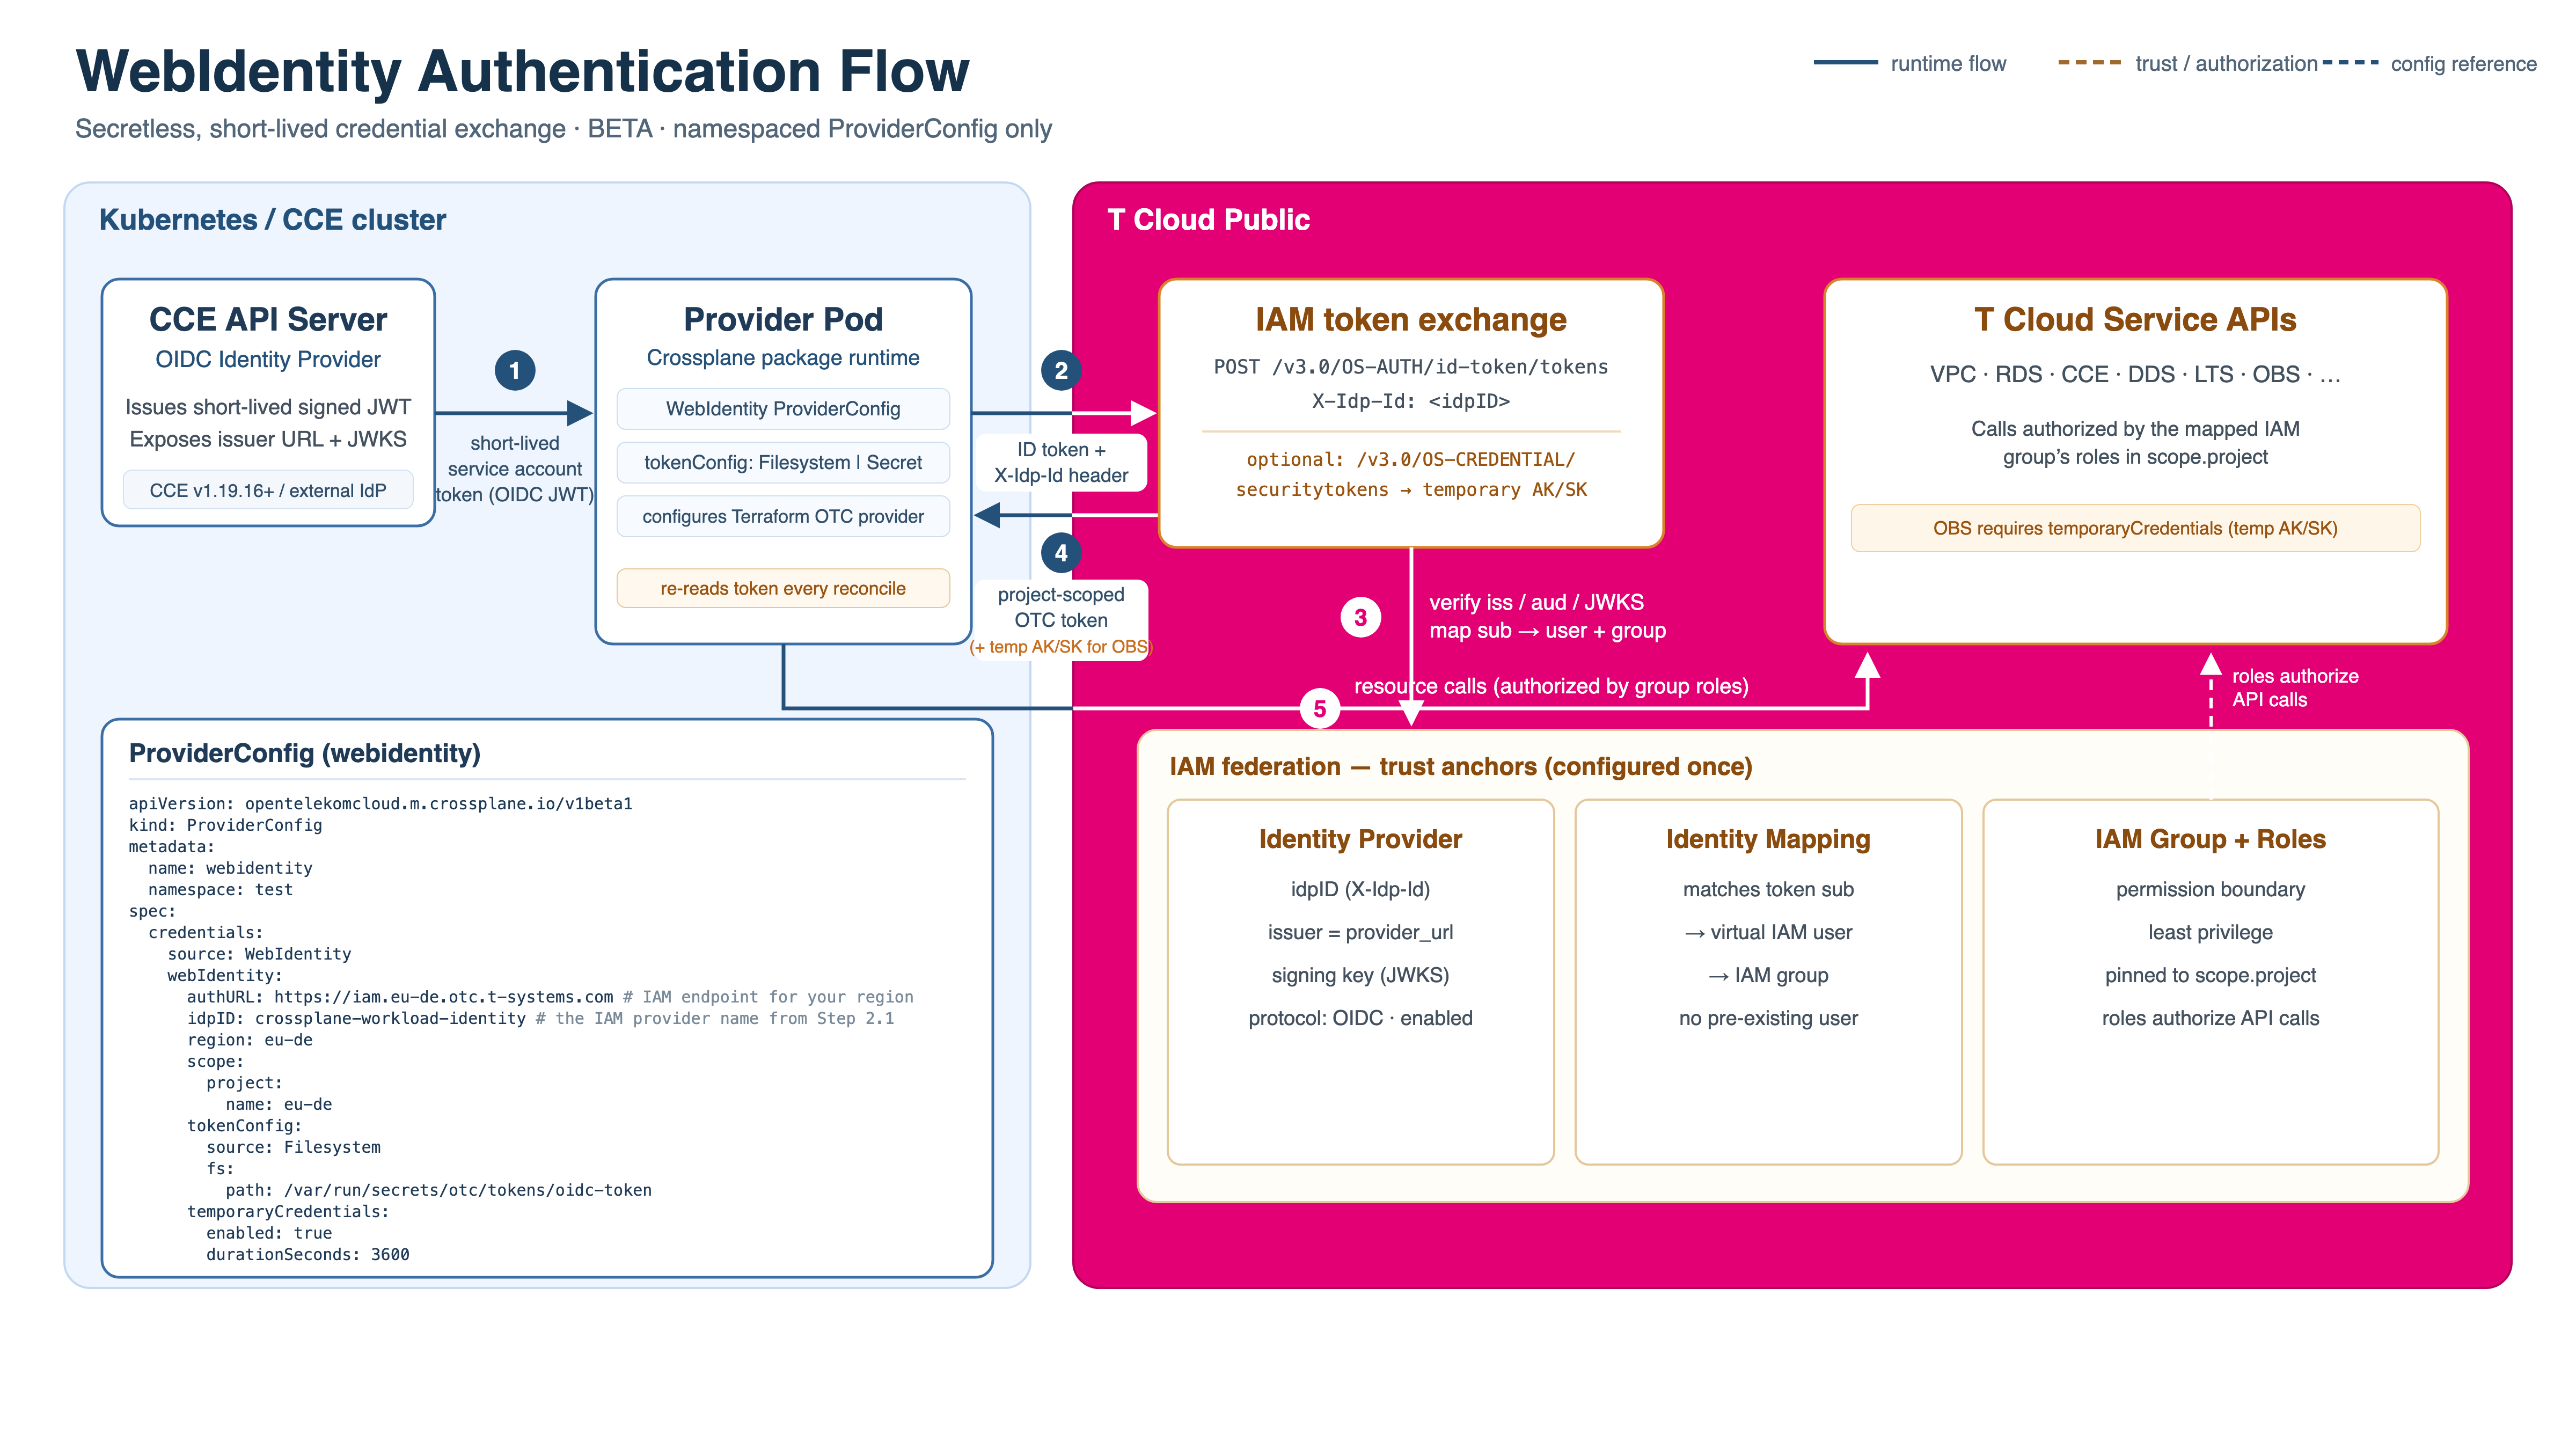 WebIdentity Authentication Flow
Secretless, short-lived credential exchange · BETA · namespaced ProviderConfig only
runtime flow
trust / authorization
config reference
Kubernetes / CCE cluster
CCE API Server
OIDC Identity Provider
Issues short-lived signed JWT
Exposes issuer URL + JWKS
CCE v1.19.16+ / external IdP
1
short-lived
service account
token (OIDC JWT)
Provider Pod
Crossplane package runtime
WebIdentity ProviderConfig
tokenConfig: Filesystem | Secret
configures Terraform OTC provider
re-reads token every reconcile
2
ID token +
X-Idp-Id header
4
project-scoped
OTC token
(+ temp AK/SK for OBS)
T Cloud Public
IAM token exchange
POST /v3.0/OS-AUTH/id-token/tokens
X-Idp-Id: <idpID>
optional: /v3.0/OS-CREDENTIAL/
securitytokens → temporary AK/SK
T Cloud Service APIs
VPC · RDS · CCE · DDS · LTS · OBS · …
Calls authorized by the mapped IAM
group’s roles in scope.project
OBS requires temporaryCredentials (temp AK/SK)
3
verify iss / aud / JWKS
map sub → user + group
resource calls (authorized by group roles)
5
roles authorize
API calls
ProviderConfig (webidentity)
apiVersion: opentelekomcloud.m.crossplane.io/v1beta1
kind: ProviderConfig
metadata:
  name: webidentity
  namespace: test
spec:
  credentials:
    source: WebIdentity
    webIdentity:
      authURL: https://iam.eu-de.otc.t-systems.com # IAM endpoint for your region
      idpID: crossplane-workload-identity # the IAM provider name from Step 2.1
      region: eu-de
      scope:
        project:
          name: eu-de
      tokenConfig:
        source: Filesystem
        fs:
          path: /var/run/secrets/otc/tokens/oidc-token
      temporaryCredentials:
        enabled: true
        durationSeconds: 3600
IAM federation — trust anchors (configured once)
Identity Provider
idpID (X-Idp-Id)
issuer = provider_url
signing key (JWKS)
protocol: OIDC · enabled
Identity Mapping
matches token sub
→ virtual IAM user
→ IAM group
no pre-existing user
IAM Group + Roles
permission boundary
least privilege
pinned to scope.project
roles authorize API calls